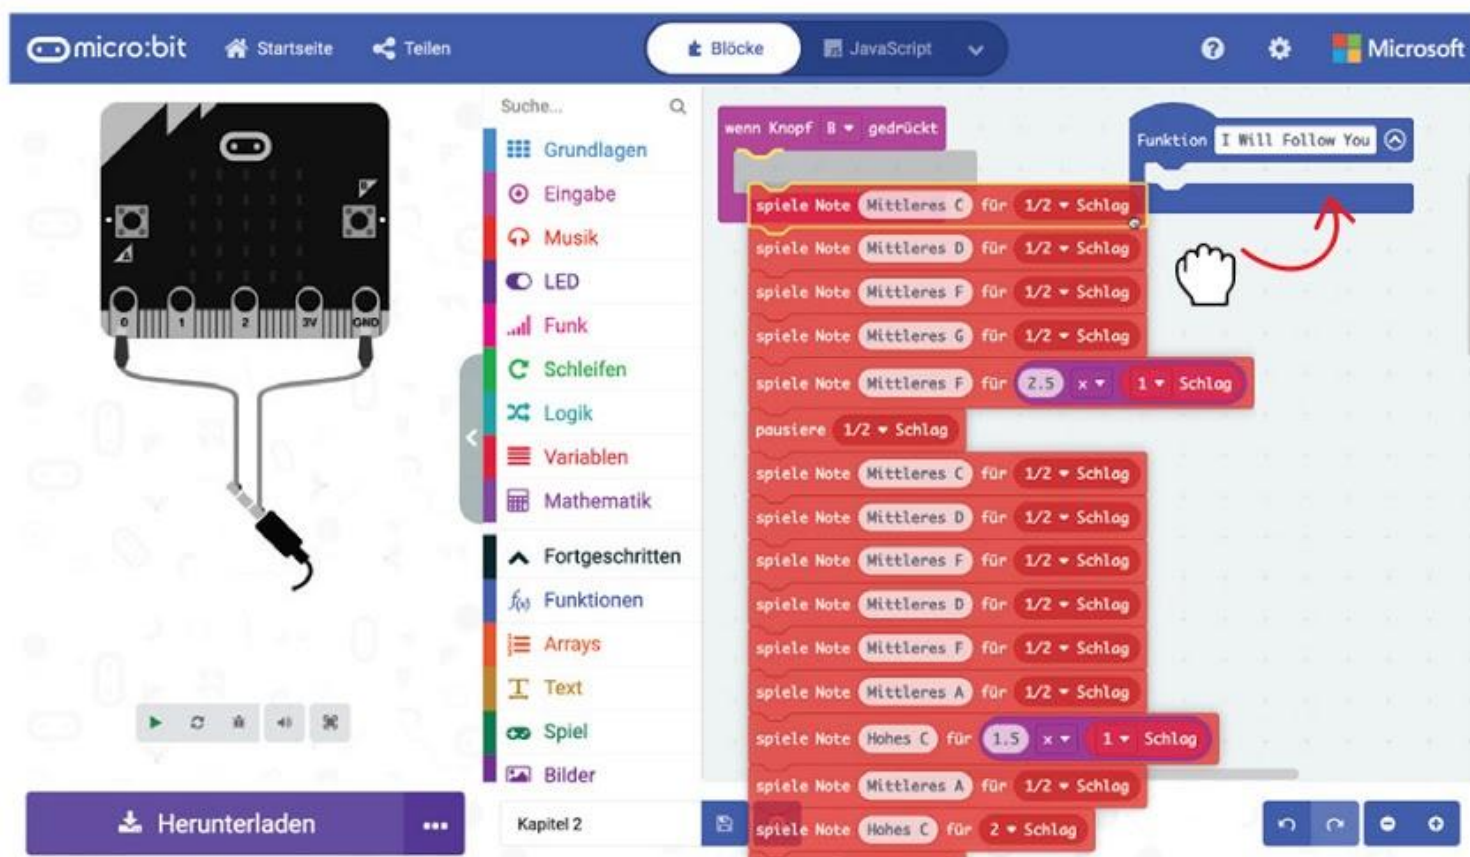 micro:bit Startseite Teilen Blöcke JavaScript ? Microsoft
B
A
0 1 2 3V GND
Herunterladen •••
Suche...
Grundlagen
Eingabe
Musik
LED
Funk
Schleifen
Logik
Variablen
Mathematik
Fortgeschritten
f(x) Funktionen
Arrays
Text
Spiel
Bilder
Kapitel 2
wenn Knopf B gedrückt
spiele Note Mittleres C für 1/2 Schlag
spiele Note Mittleres D für 1/2 Schlag
spiele Note Mittleres F für 1/2 Schlag
spiele Note Mittleres G für 1/2 Schlag
spiele Note Mittleres F für 2.5 x 1 Schlag
pausiere 1/2 Schlag
spiele Note Mittleres C für 1/2 Schlag
spiele Note Mittleres D für 1/2 Schlag
spiele Note Mittleres F für 1/2 Schlag
spiele Note Mittleres D für 1/2 Schlag
spiele Note Mittleres F für 1/2 Schlag
spiele Note Mittleres A für 1/2 Schlag
spiele Note Hohes C für 1.5 x 1 Schlag
spiele Note Mittleres A für 1/2 Schlag
spiele Note Hohes C für 2 Schlag
Funktion I Will Follow You